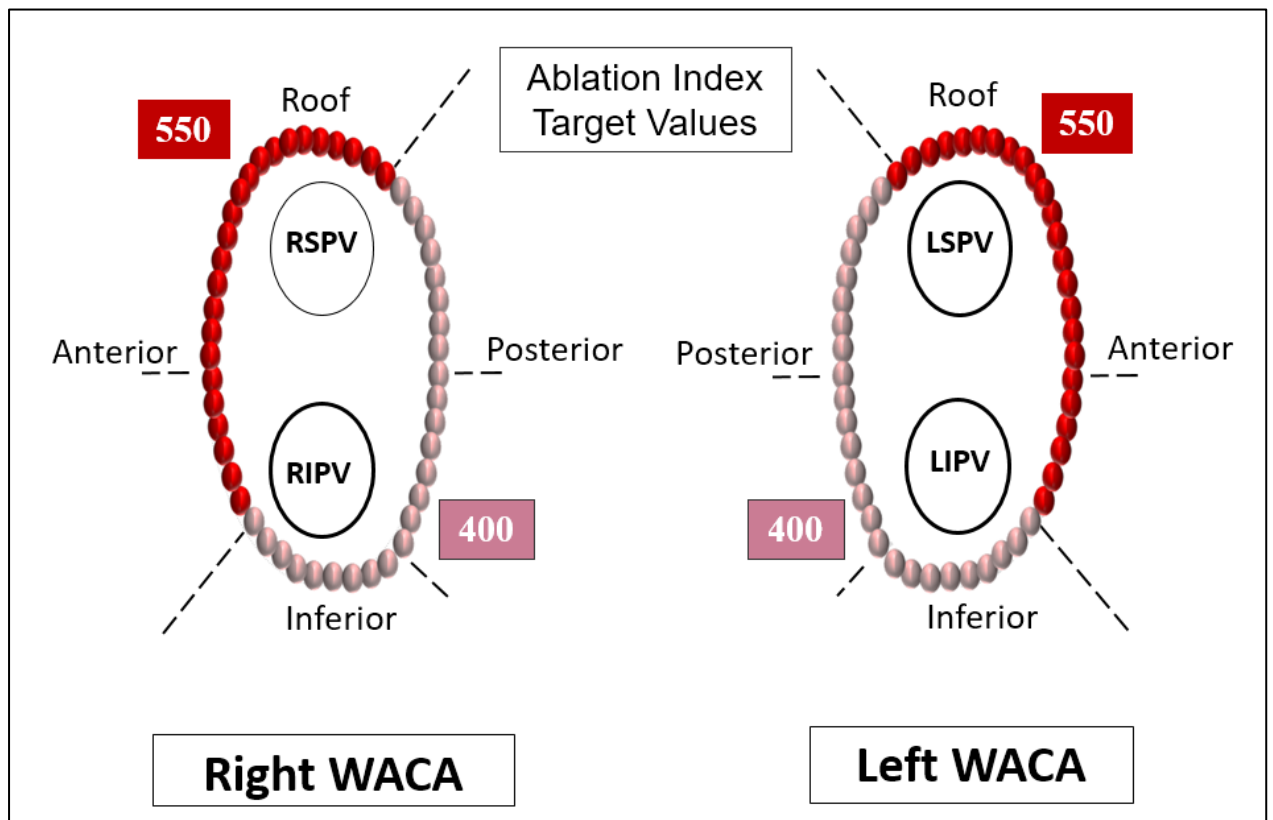 Ablation Index
Target Values
Roof
550
Roof
550
RSPV
LSPV
Anterior
Posterior
Posterior
Anterior
RIPV
LIPV
400
400
Inferior
Inferior
Right WACA
Left WACA